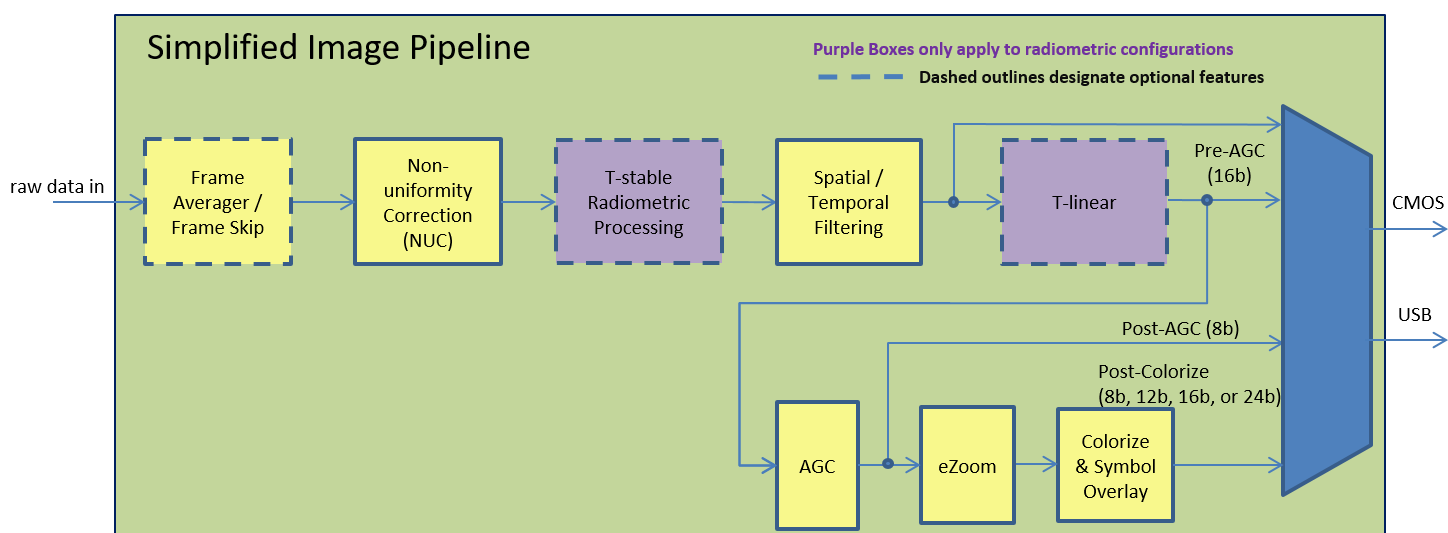 Simplified Image Pipeline
Purple Boxes only apply to radiometric configurations
Dashed outlines designate optional features
raw data in
Frame
Averager /
Frame Skip
Non-
uniformity
Correction
(NUC)
T-stable
Radiometric
Processing
Spatial /
Temporal
Filtering
T-linear
Pre-AGC
(16b)
CMOS
USB
Post-AGC (8b)
Post-Colorize
(8b, 12b, 16b, or 24b)
AGC
eZoom
Colorize
& Symbol
Overlay